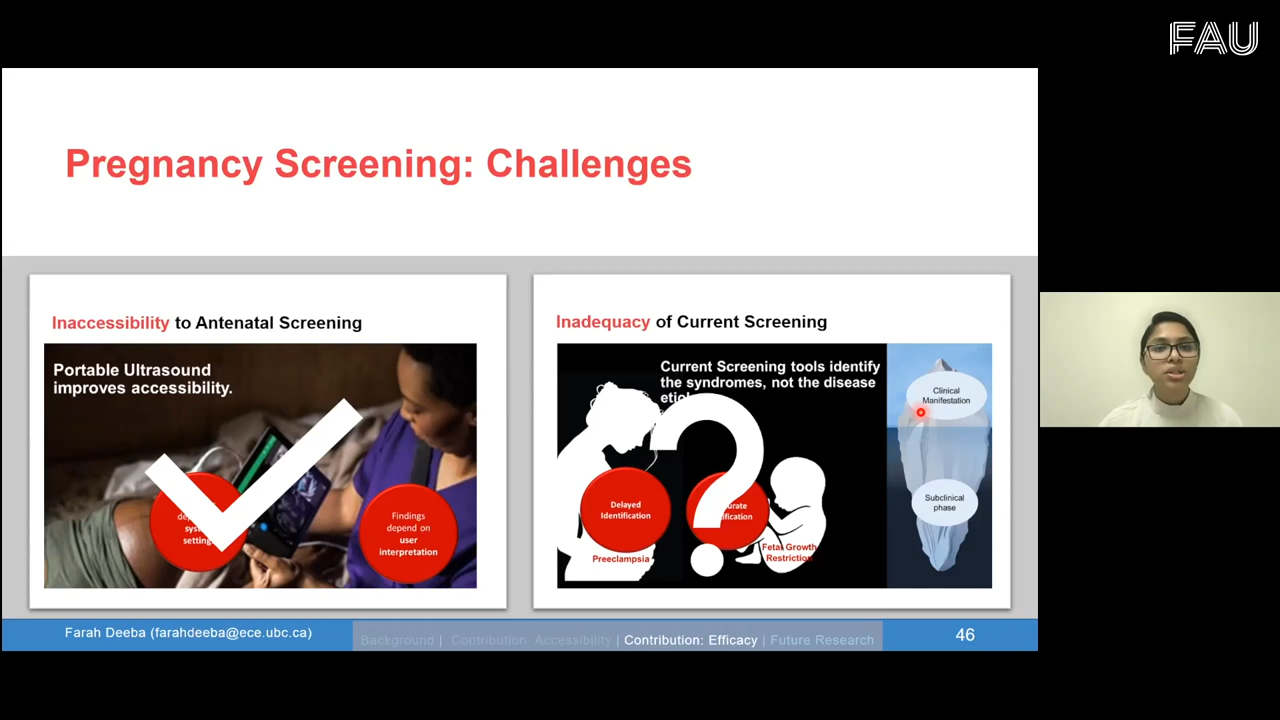 FAU
Pregnancy Screening: Challenges
Inaccessibility to Antenatal Screening
Portable Ultrasound
improves accessibility.
Findings
depend on
user
interpretation
Inadequacy of Current Screening
Current Screening tools identify
the syndromes, not the disease
Delayed
Identification
Preeclampsia
Fetal Growth
Restriction
Clinical
Manifestation
Subclinical
phase
Farah Deeba (farahdeeba@ece.ubc.ca)
Background | Contribution: Accessibility | Contribution: Efficacy | Future Research
46